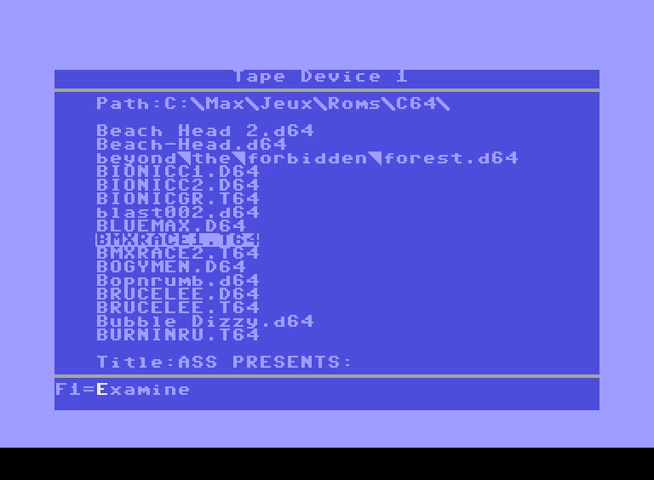 Tape Device 1
Path:C:\Max\Jeux\Roms\C64\
Beach Head 2.d64
Beach-Head.d64
beyond◥the◥forbidden◥forest.d64
BIONICC1.D64
BIONICC2.D64
BIONICGR.T64
blast002.d64
BLUEMAX.D64
BMXRACE1.T64
BMXRACE2.T64
BOGYMEN.D64
Bopnrumb.d64
BRUCELEE.D64
BRUCELEE.T64
Bubble Dizzy.d64
BURNINRU.T64
Title:ASS PRESENTS:
F1=Examine